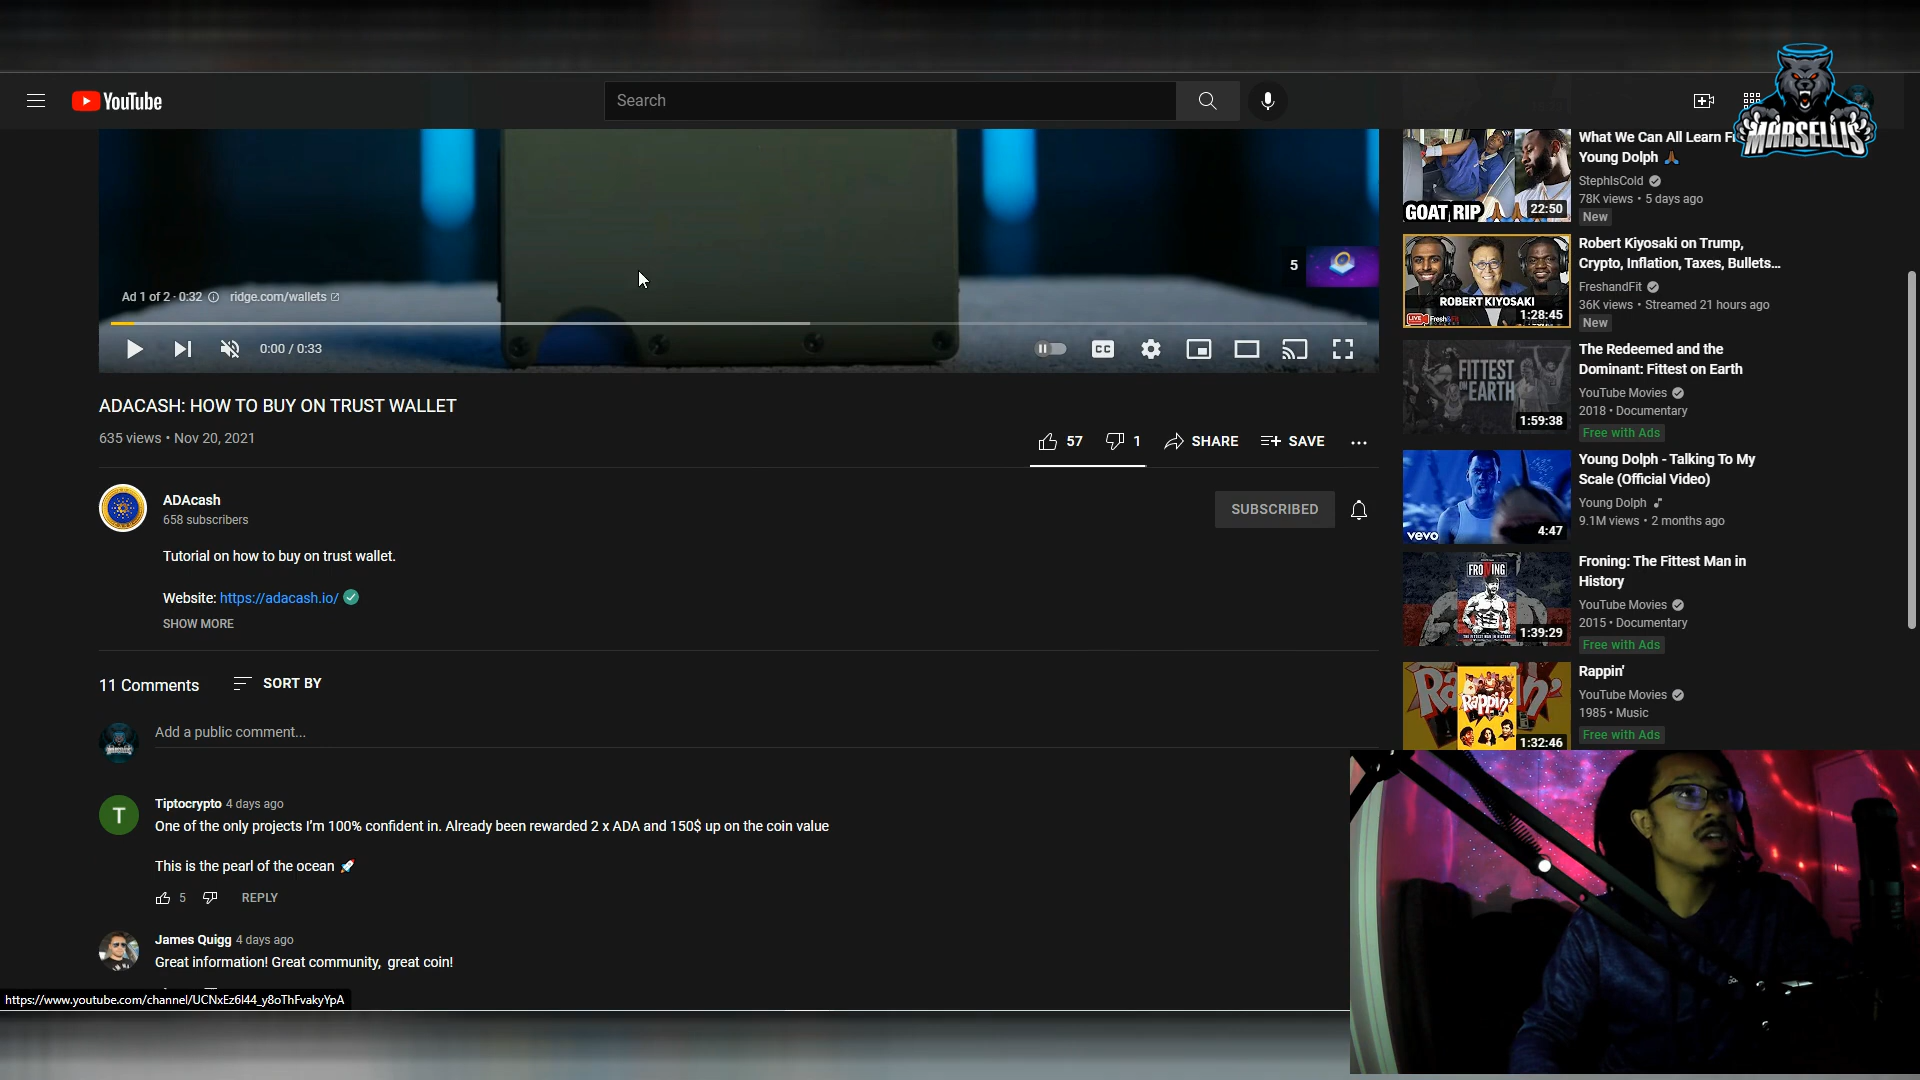 YouTube
Search
MARSELLIS
Ad 1 of 2 · 0:32 ridge.com/wallets
5
0:00 / 0:33
CC
ADACASH: HOW TO BUY ON TRUST WALLET
635 views • Nov 20, 2021
57 1 SHARE SAVE
ADAcash
658 subscribers
SUBSCRIBED
Tutorial on how to buy on trust wallet.
Website: https://adacash.io/
SHOW MORE
11 Comments SORT BY
Add a public comment...
T
Tiptocrypto 4 days ago
One of the only projects I'm 100% confident in. Already been rewarded 2 x ADA and 150$ up on the coin value
This is the pearl of the ocean 🚀
5 REPLY
James Quigg 4 days ago
Great information! Great community, great coin!
https://www.youtube.com/channel/UCNxEz6I44_y8oThFvakyYpA
GOAT RIP
22:50
What We Can All Learn
Young Dolph 🙏🏾
StephIsCold
78K views • 5 days ago
New
ROBERT KIYOSAKI
LIVE
1:28:45
Robert Kiyosaki on Trump,
Crypto, Inflation, Taxes, Bullets...
FreshandFit
36K views • Streamed 21 hours ago
New
FITTEST
ON
EARTH
1:59:38
The Redeemed and the
Dominant: Fittest on Earth
YouTube Movies
2018 • Documentary
Free with Ads
vevo
4:47
Young Dolph - Talking To My
Scale (Official Video)
Young Dolph
9.1M views • 2 months ago
FRONING
1:39:29
Froning: The Fittest Man in
History
YouTube Movies
2015 • Documentary
Free with Ads
Rappin'
1:32:46
Rappin'
YouTube Movies
1985 • Music
Free with Ads